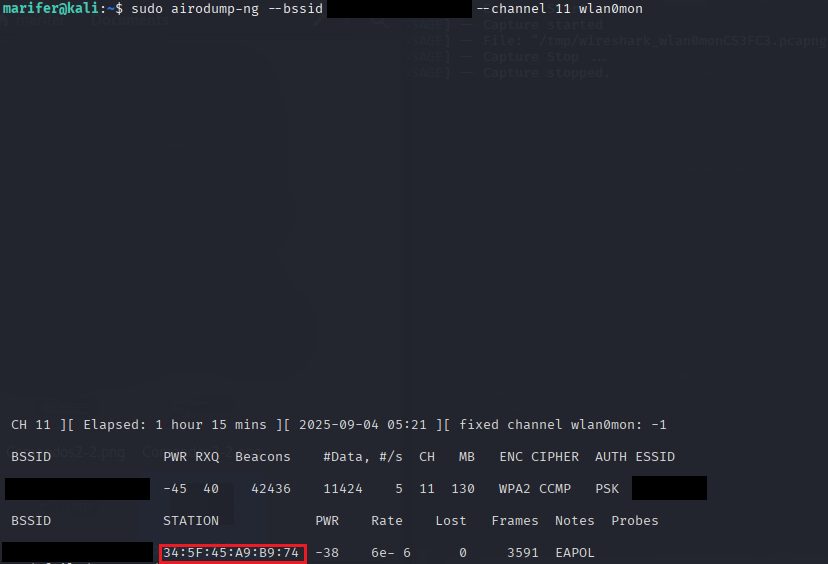 marifer@kali:~$ sudo airodump-ng --bssid --channel 11 wlan0mon
Capture started
File: "/tmp/wireshark_wlan0monC53FC3.pcapng
Capture Stop ...
Capture stopped.
CH 11 ][ Elapsed: 1 hour 15 mins ][ 2025-09-04 05:21 ][ fixed channel wlan0mon: -1
BSSID PWR RXQ Beacons #Data, #/s CH MB ENC CIPHER AUTH ESSID
-45 40 42436 11424 5 11 130 WPA2 CCMP PSK
BSSID STATION PWR Rate Lost Frames Notes Probes
34:5F:45:A9:B9:74 -38 6e- 6 0 3591 EAPOL